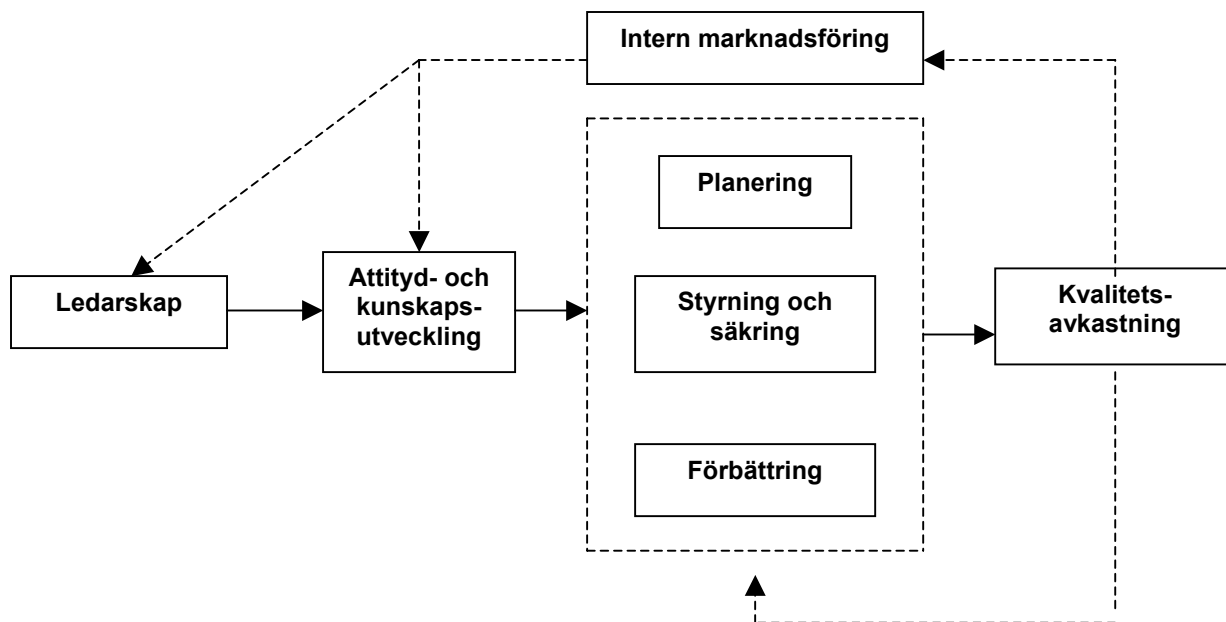 Intern marknadsföring
Planering
Ledarskap
Attityd- och
kunskaps-
utveckling
Styrning och
säkring
Kvalitets-
avkastning
Förbättring